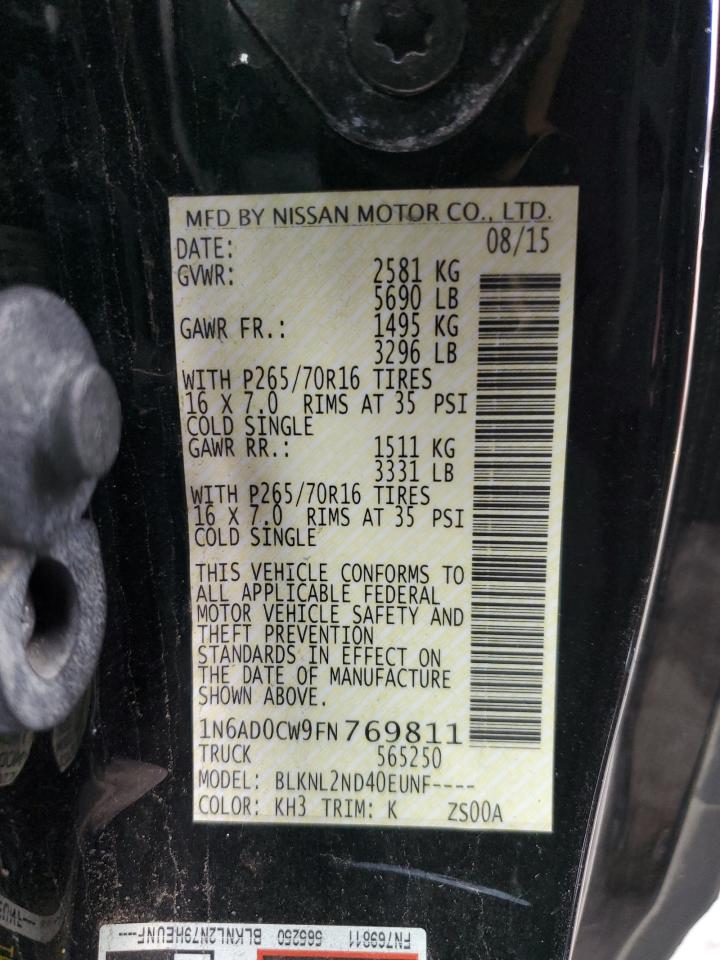 MFD BY NISSAN MOTOR CO., LTD.
DATE: 08/15
GVWR: 2581 KG
5690 LB
GAWR FR.: 1495 KG
3296 LB
WITH P265/70R16 TIRES
16 X 7.0 RIMS AT 35 PSI
COLD SINGLE
GAWR RR.: 1511 KG
3331 LB
WITH P265/70R16 TIRES
16 X 7.0 RIMS AT 35 PSI
COLD SINGLE
THIS VEHICLE CONFORMS TO
ALL APPLICABLE FEDERAL
MOTOR VEHICLE SAFETY AND
THEFT PREVENTION
STANDARDS IN EFFECT ON
THE DATE OF MANUFACTURE
SHOWN ABOVE.
1N6AD0CW9FN769811
TRUCK 565250
MODEL: BLKNL2ND40EUNF----
COLOR: KH3 TRIM: K ZS00A
FN769811 565250 BLKNL2N79HEUNF---